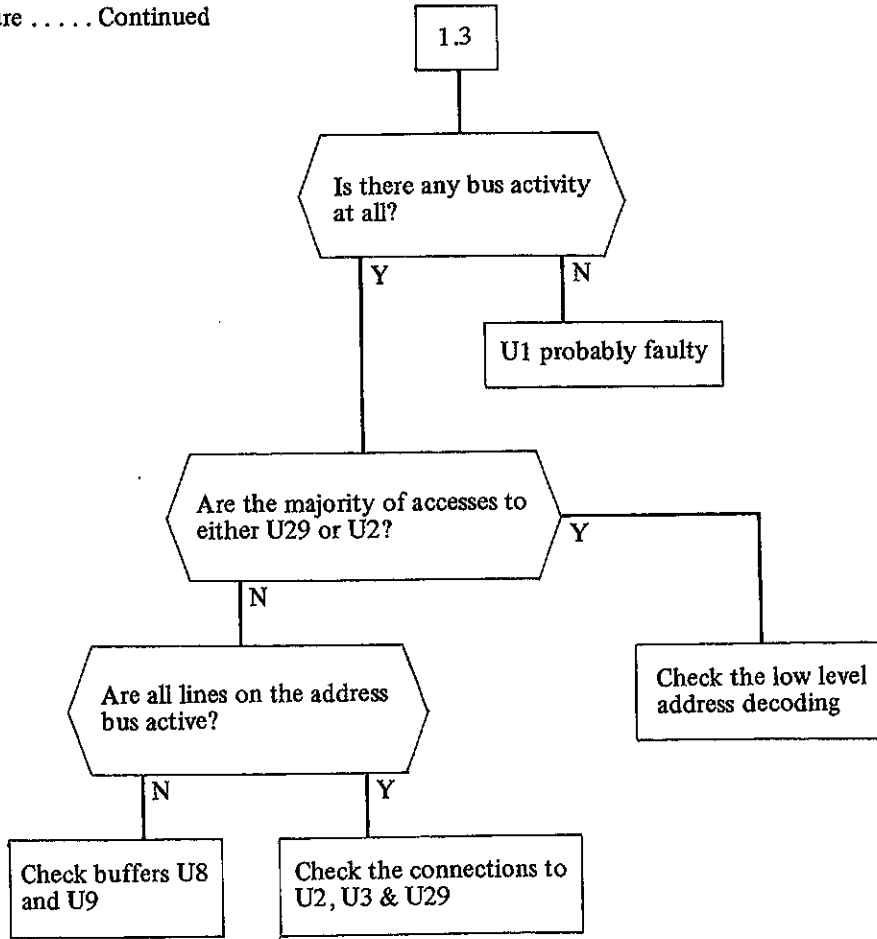 ..... Continued
1.3
Is there any bus activity
at all?
Y
N
U1 probably faulty
Are the majority of accesses to
either U29 or U2?
Y
N
Are all lines on the address
bus active?
Check the low level
address decoding
N
Y
Check buffers U8
and U9
Check the connections to
U2, U3 & U29